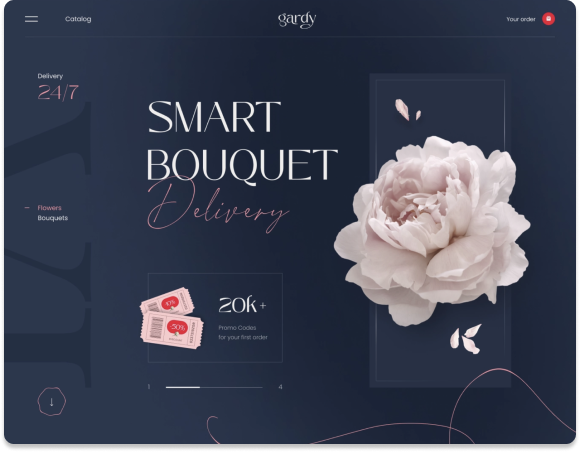 Catalog
gardy
Your order
Delivery
24/7
SMART
BOUQUET
Delivery
Flowers
Bouquets
20k+
Promo Codes
for your first order
50%
1
4